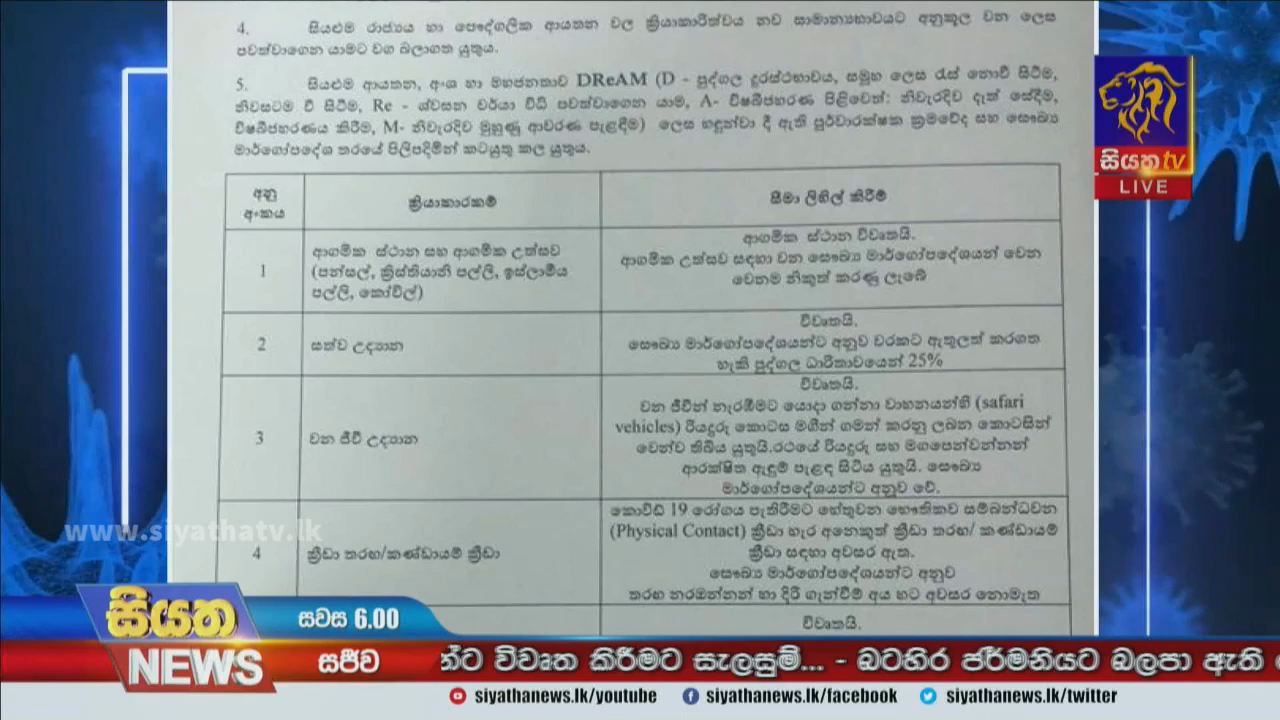 4. සියළුම රාජ්‍යය හා පෞද්ගලික ආයතන වල ක්‍රියාකාරීත්වය නව සාමාන්‍යභාවයට අනුකූල වන ලෙස
පවත්වාගෙන යාමට වග බලාගත යුතුය.
5. සියළුම ආයතන, අංශ හා මහජනතාව DReAM (D - පුද්ගල දුරස්ථභාවය, සමූහ ලෙස රැස් නොවී සිටීම,
නිවසටම වී සිටීම, Re - ශ්වසන චර්යා විධි පවත්වාගෙන යාම, A- විෂබීජහරණ පිළිවෙත්: නිවැරදිව දෑත් සේදීම,
විෂබීජහරණය කිරීම, M- නිවැරදිව මුහුණු ආවරණ පැළඳීම) ලෙස හඳුන්වා දී ඇති පූර්වාරක්ෂක ක්‍රමවේද සහ සෞඛ්‍ය
මාර්ගෝපදේශ තරයේ පිලිපදිමින් කටයුතු කල යුතුය.
අනු අංකය
ක්‍රියාකාරකම්
සීමා ලිහිල් කිරීම්
1
ආගමික ස්ථාන සහ ආගමික උත්සව
(පන්සල්, ක්‍රිස්තියානි පල්ලි, ඉස්ලාමීය
පල්ලි, කෝවිල්)
ආගමික ස්ථාන විවෘතයි.
ආගමික උත්සව සඳහා වන සෞඛ්‍ය මාර්ගෝපදේශයන් වෙන
වෙනම නිකුත් කරණු ලැබේ
2
සත්ව උද්‍යාන
විවෘතයි.
සෞඛ්‍ය මාර්ගෝපදේශයන්ට අනුව වරකට ඇතුලත් කරගත
හැකි පුද්ගල ධාරිතාවයෙන් 25%
3
වන ජීවී උද්‍යාන
විවෘතයි.
වන ජීවීන් නැරඹීමට යොදා ගන්නා වාහනයන්හි (safari
vehicles) රියදුරු කොටස මගීන් ගමන් කරනු ලබන කොටසින්
වෙන්ව තිබිය යුතුයි.රථයේ රියදුරු සහ මගපෙන්වන්නන්
ආරක්ෂිත ඇඳුම් පැළඳ සිටිය යුතුයි. සෞඛ්‍ය
මාර්ගෝපදේශයන්ට අනුව වේ.
4
ක්‍රීඩා තරඟ/කණ්ඩායම් ක්‍රීඩා
කොවිඩ් 19 රෝගය පැතිරීමට හේතුවන භෞතිකව සම්බන්ධවන
(Physical Contact) ක්‍රීඩා හැර අනෙකුත් ක්‍රීඩා තරඟ/ කණ්ඩායම්
ක්‍රීඩා සඳහා අවසර ඇත.
සෞඛ්‍ය මාර්ගෝපදේශයන්ට අනුව
තරඟ නරඹන්නන් හා දිරි ගැන්වීම් අය හට අවසර නොමැත
විවෘතයි.
සියත tv
LIVE
www.siyathatv.lk
සියත
NEWS
සවස 6.00
සජීව
න්ට විවෘත කිරීමට සැලසුම්... - බටහිර ජර්මනියට බලපා ඇති
siyathanews.lk/youtube siyathanews.lk/facebook siyathanews.lk/twitter